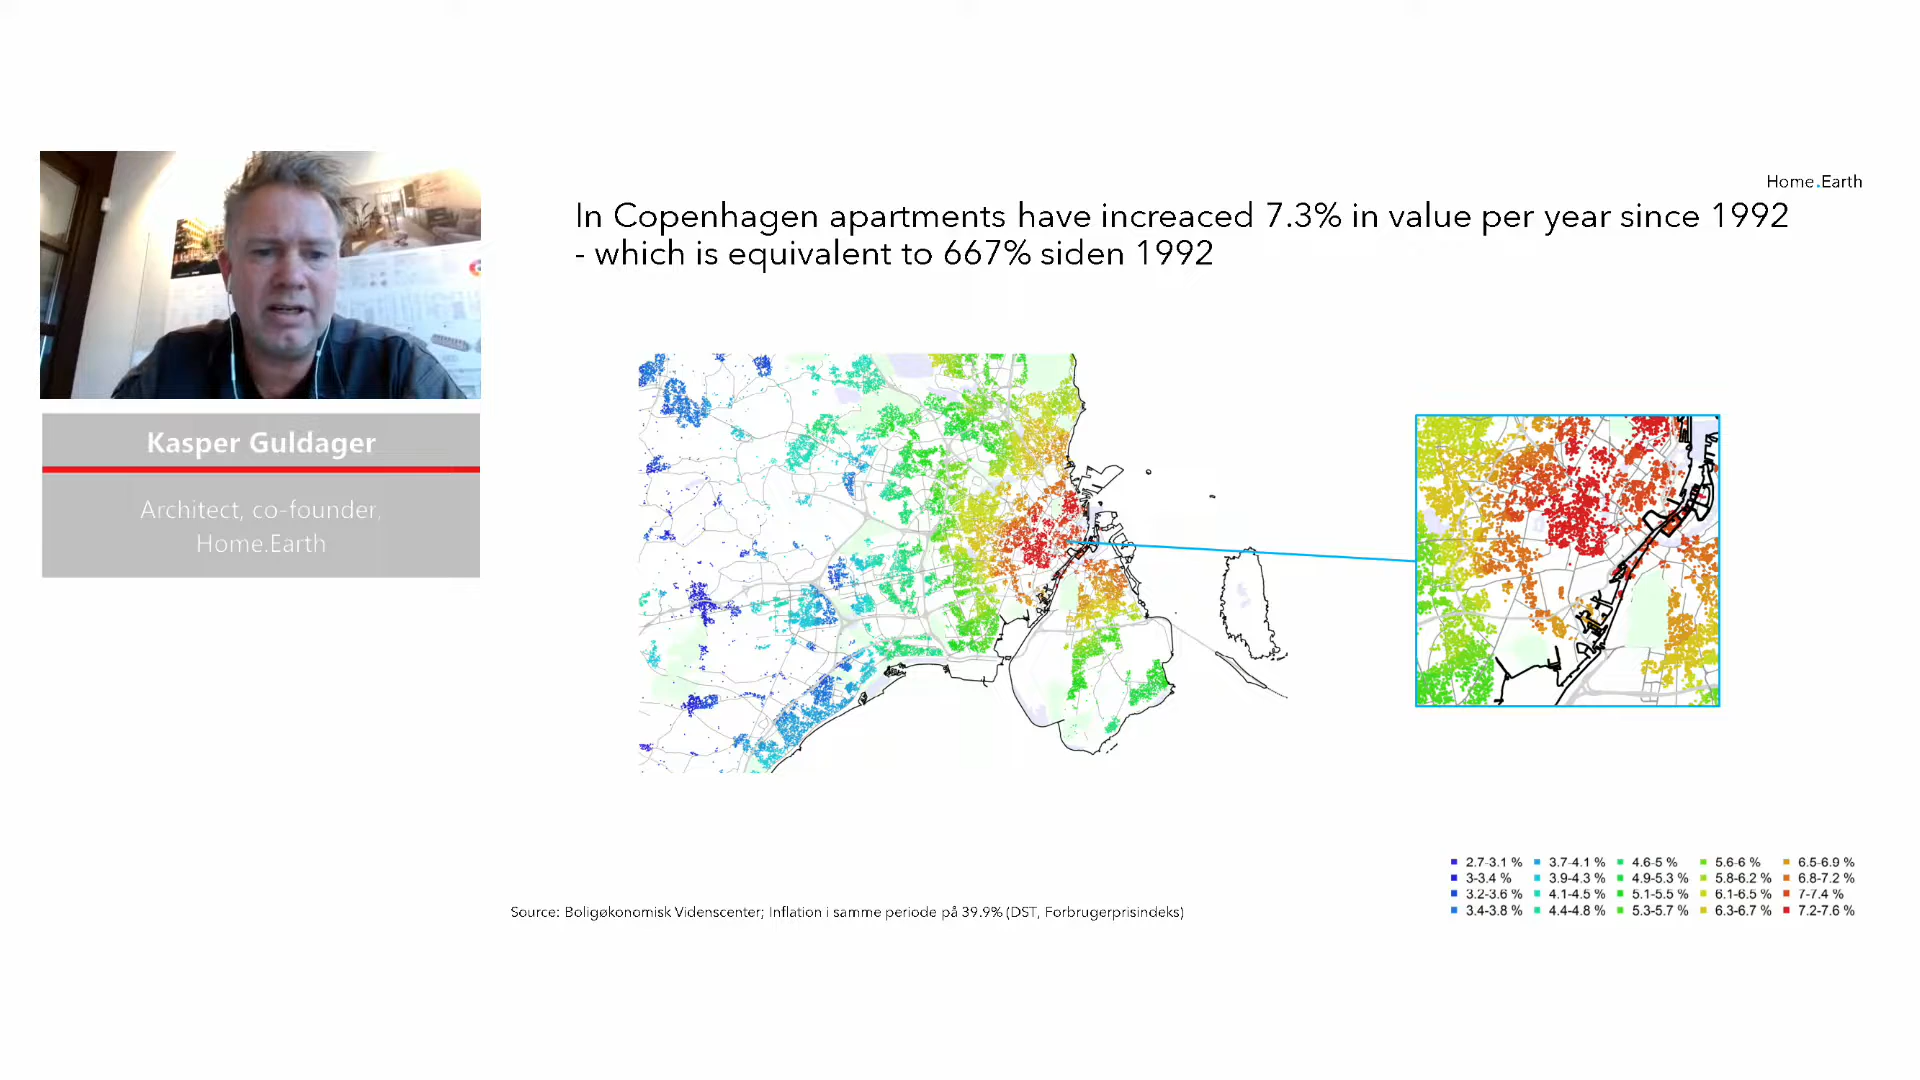 Home.Earth
In Copenhagen apartments have increaced 7.3% in value per year since 1992
- which is equivalent to 667% siden 1992
Kasper Guldager
Architect, co-founder,
Home.Earth
2.7-3.1 % 3.7-4.1 % 4.6-5 % 5.6-6 % 6.5-6.9 %
3-3.4 % 3.9-4.3 % 4.9-5.3 % 5.8-6.2 % 6.8-7.2 %
3.2-3.6 % 4.1-4.5 % 5.1-5.5 % 6.1-6.5 % 7-7.4 %
3.4-3.8 % 4.4-4.8 % 5.3-5.7 % 6.3-6.7 % 7.2-7.6 %
Source: Boligøkonomisk Videnscenter; Inflation i samme periode på 39.9% (DST, Forbrugerprisindeks)